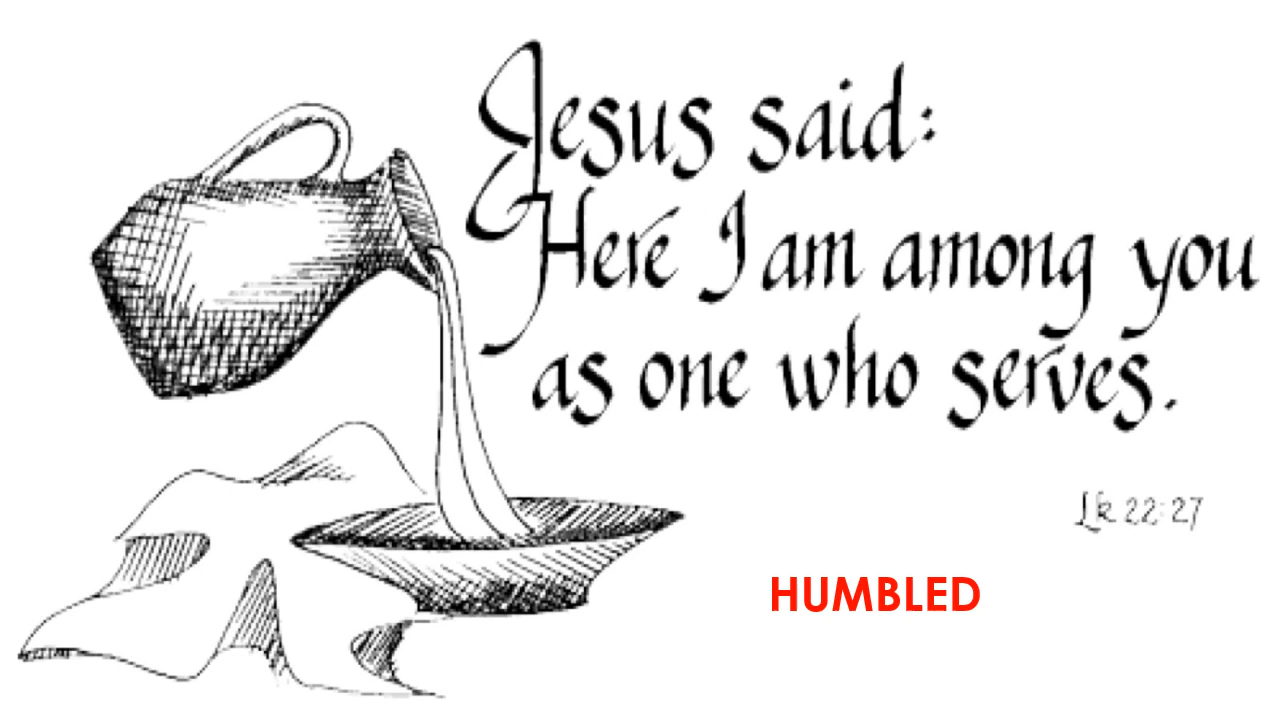 Jesus said:
Here I am among you
as one who serves.
Lk 22:27
HUMBLED